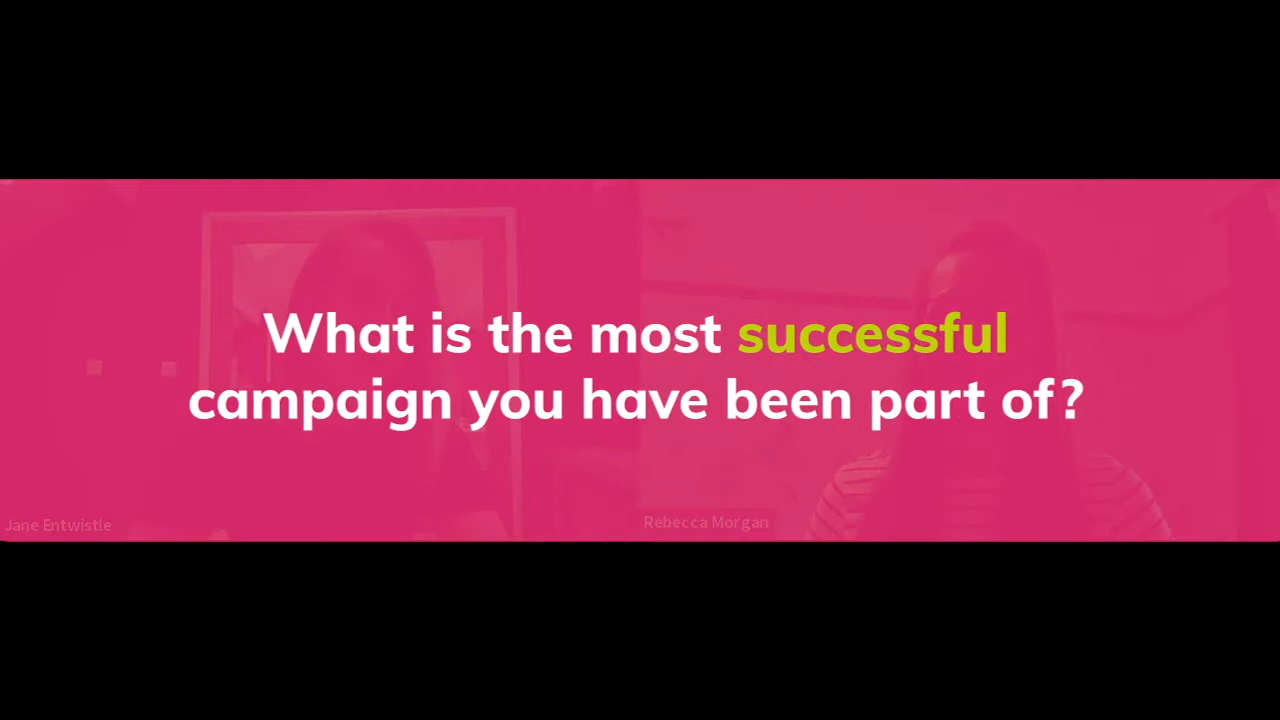 What is the most successful
campaign you have been part of?
Jane Entwistle
Rebecca Morgan